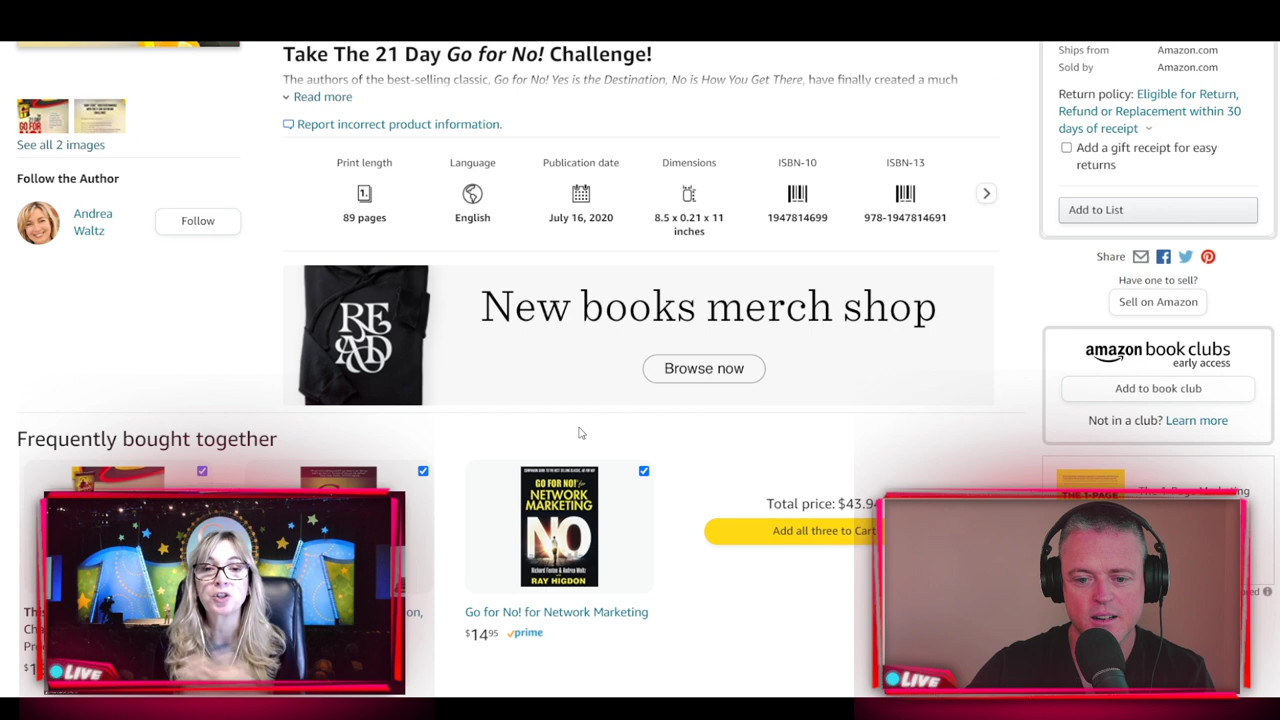 Take The 21 Day Go for No! Challenge!
The authors of the best-selling classic, Go for No! Yes is the Destination, No is How You Get There, have finally created a much
Read more
Report incorrect product information.
See all 2 images
Follow the Author
Andrea
Waltz
Follow
Print length
Language
Publication date
Dimensions
ISBN-10
ISBN-13
1.
89 pages
English
July 16, 2020
8.5 x 0.21 x 11
inches
1947814699
978-1947814691
READ
New books merch shop
Browse now
Ships from Amazon.com
Sold by Amazon.com
Return policy: Eligible for Return,
Refund or Replacement within 30
days of receipt
Add a gift receipt for easy
returns
Add to List
Share
Have one to sell?
Sell on Amazon
amazon book clubs
early access
Add to book club
Not in a club? Learn more
Frequently bought together
GO FOR NO! for
NETWORK
MARKETING
NO
Richard Fenton & Andrea Waltz
RAY HIGDON
Go for No! for Network Marketing
$14.95 prime
Total price: $43.94
Add all three to Cart
LIVE
LIVE